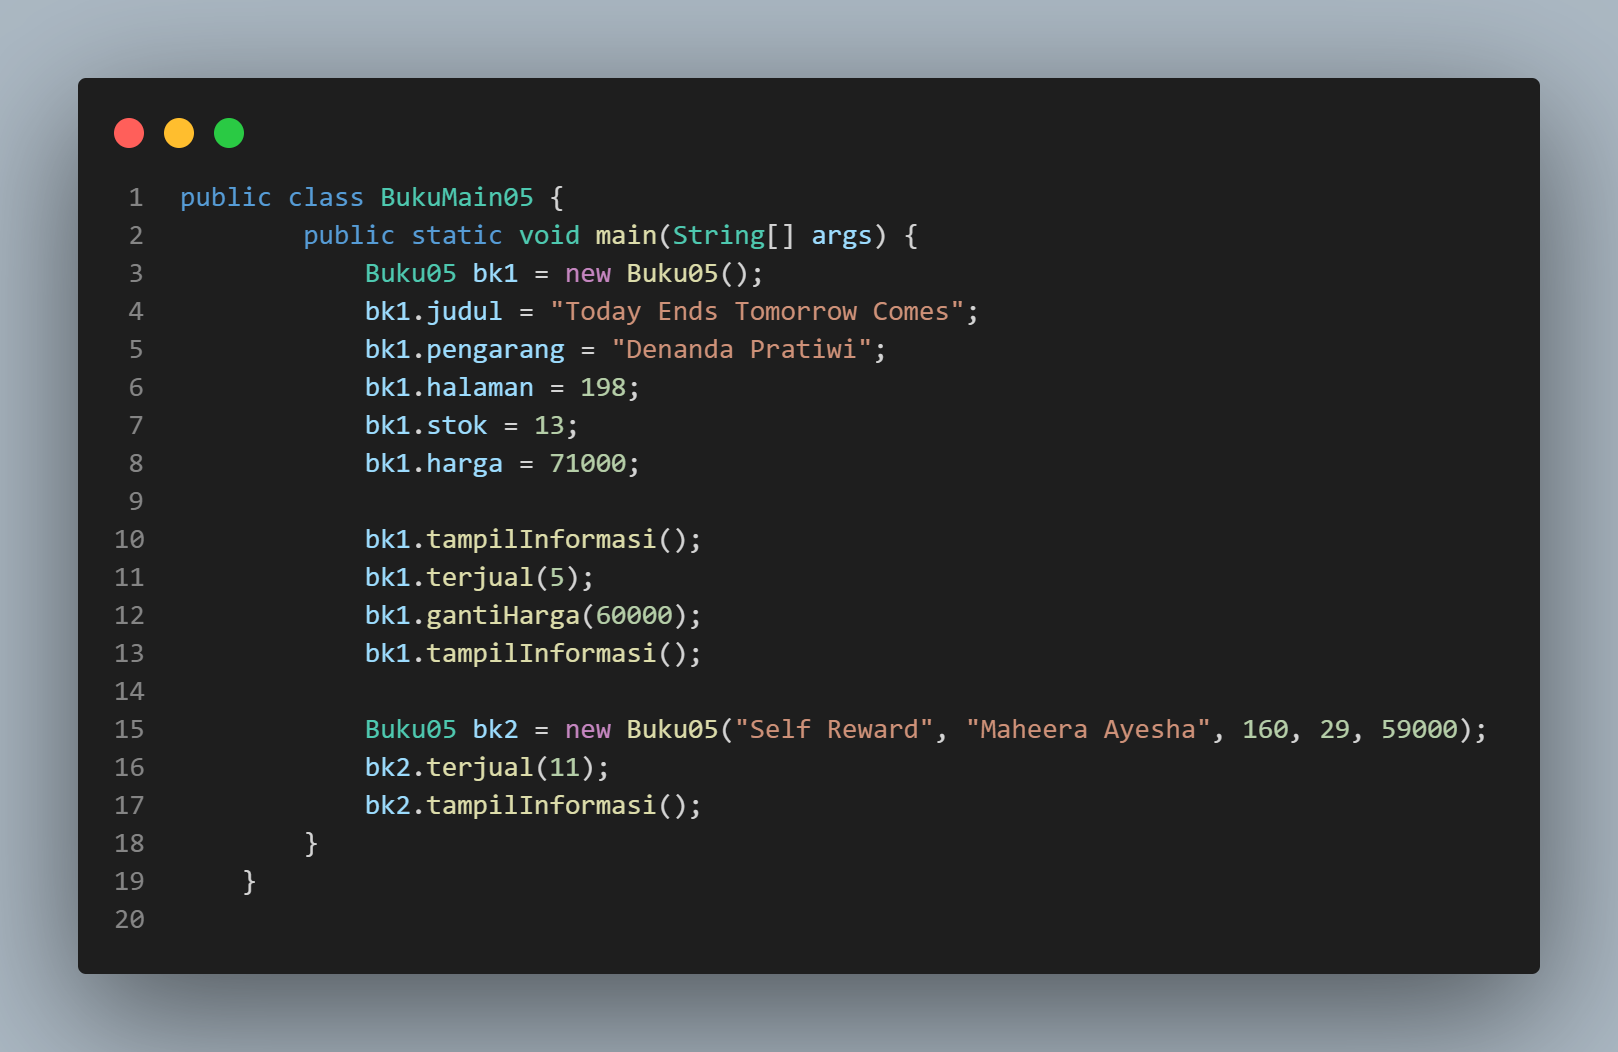 1 public class BukuMain05 {
2 public static void main(String[] args) {
3 Buku05 bk1 = new Buku05();
4 bk1.judul = "Today Ends Tomorrow Comes";
5 bk1.pengarang = "Denanda Pratiwi";
6 bk1.halaman = 198;
7 bk1.stok = 13;
8 bk1.harga = 71000;
9
10 bk1.tampilInformasi();
11 bk1.terjual(5);
12 bk1.gantiHarga(60000);
13 bk1.tampilInformasi();
14
15 Buku05 bk2 = new Buku05("Self Reward", "Maheera Ayesha", 160, 29, 59000);
16 bk2.terjual(11);
17 bk2.tampilInformasi();
18 }
19 }
20